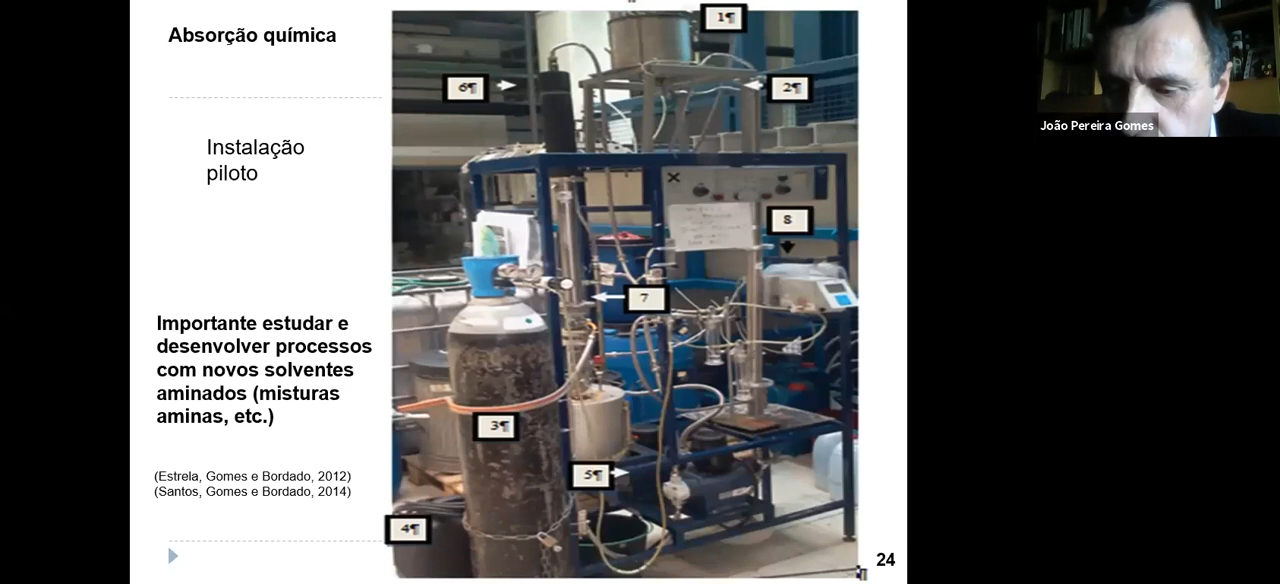 Absorção química
Instalação
piloto
Importante estudar e
desenvolver processos
com novos solventes
aminados (misturas
aminas, etc.)
(Estrela, Gomes e Bordado, 2012)
(Santos, Gomes e Bordado, 2014)
1¶
6¶
2¶
8
7
3¶
5¶
4¶
24
João Pereira Gomes